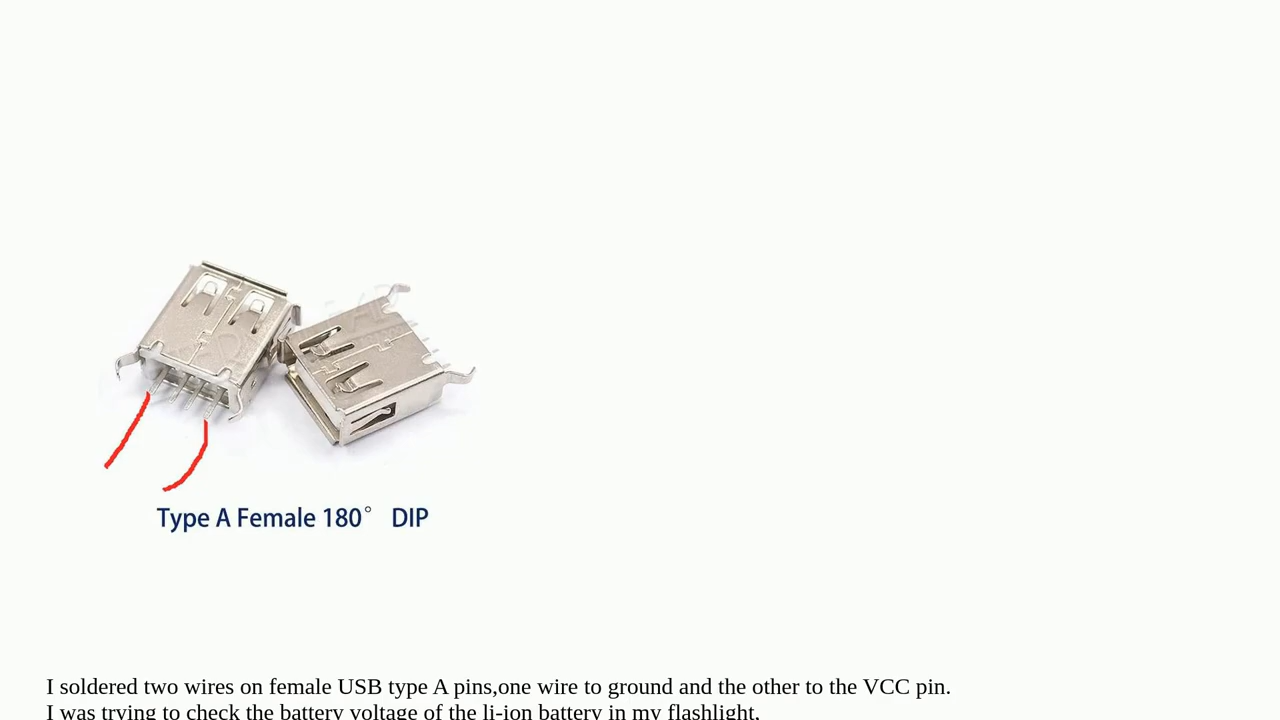 Type A Female 180° DIP
I soldered two wires on female USB type A pins,one wire to ground and the other to the VCC pin.
I was trying to check the battery voltage of the li-ion battery in my flashlight,